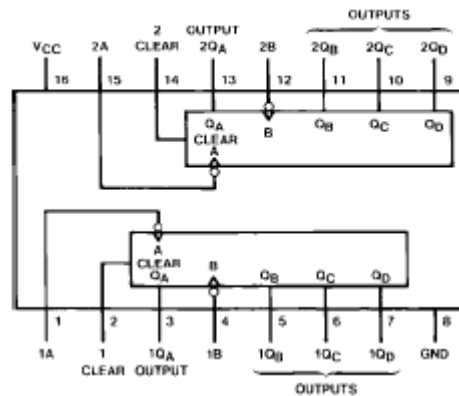 2 OUTPUT OUTPUTS
VCC 2A CLEAR 2QA 2B 2QB 2QC 2QD
16 15 14 13 12 11 10 9
QA B QB QC QD
CLEAR
A
A
CLEAR B
QA QB QC QD
1 2 3 4 5 6 7 8
1A 1 1QA 1B 1QB 1QC 1QD GND
CLEAR OUTPUT
OUTPUTS